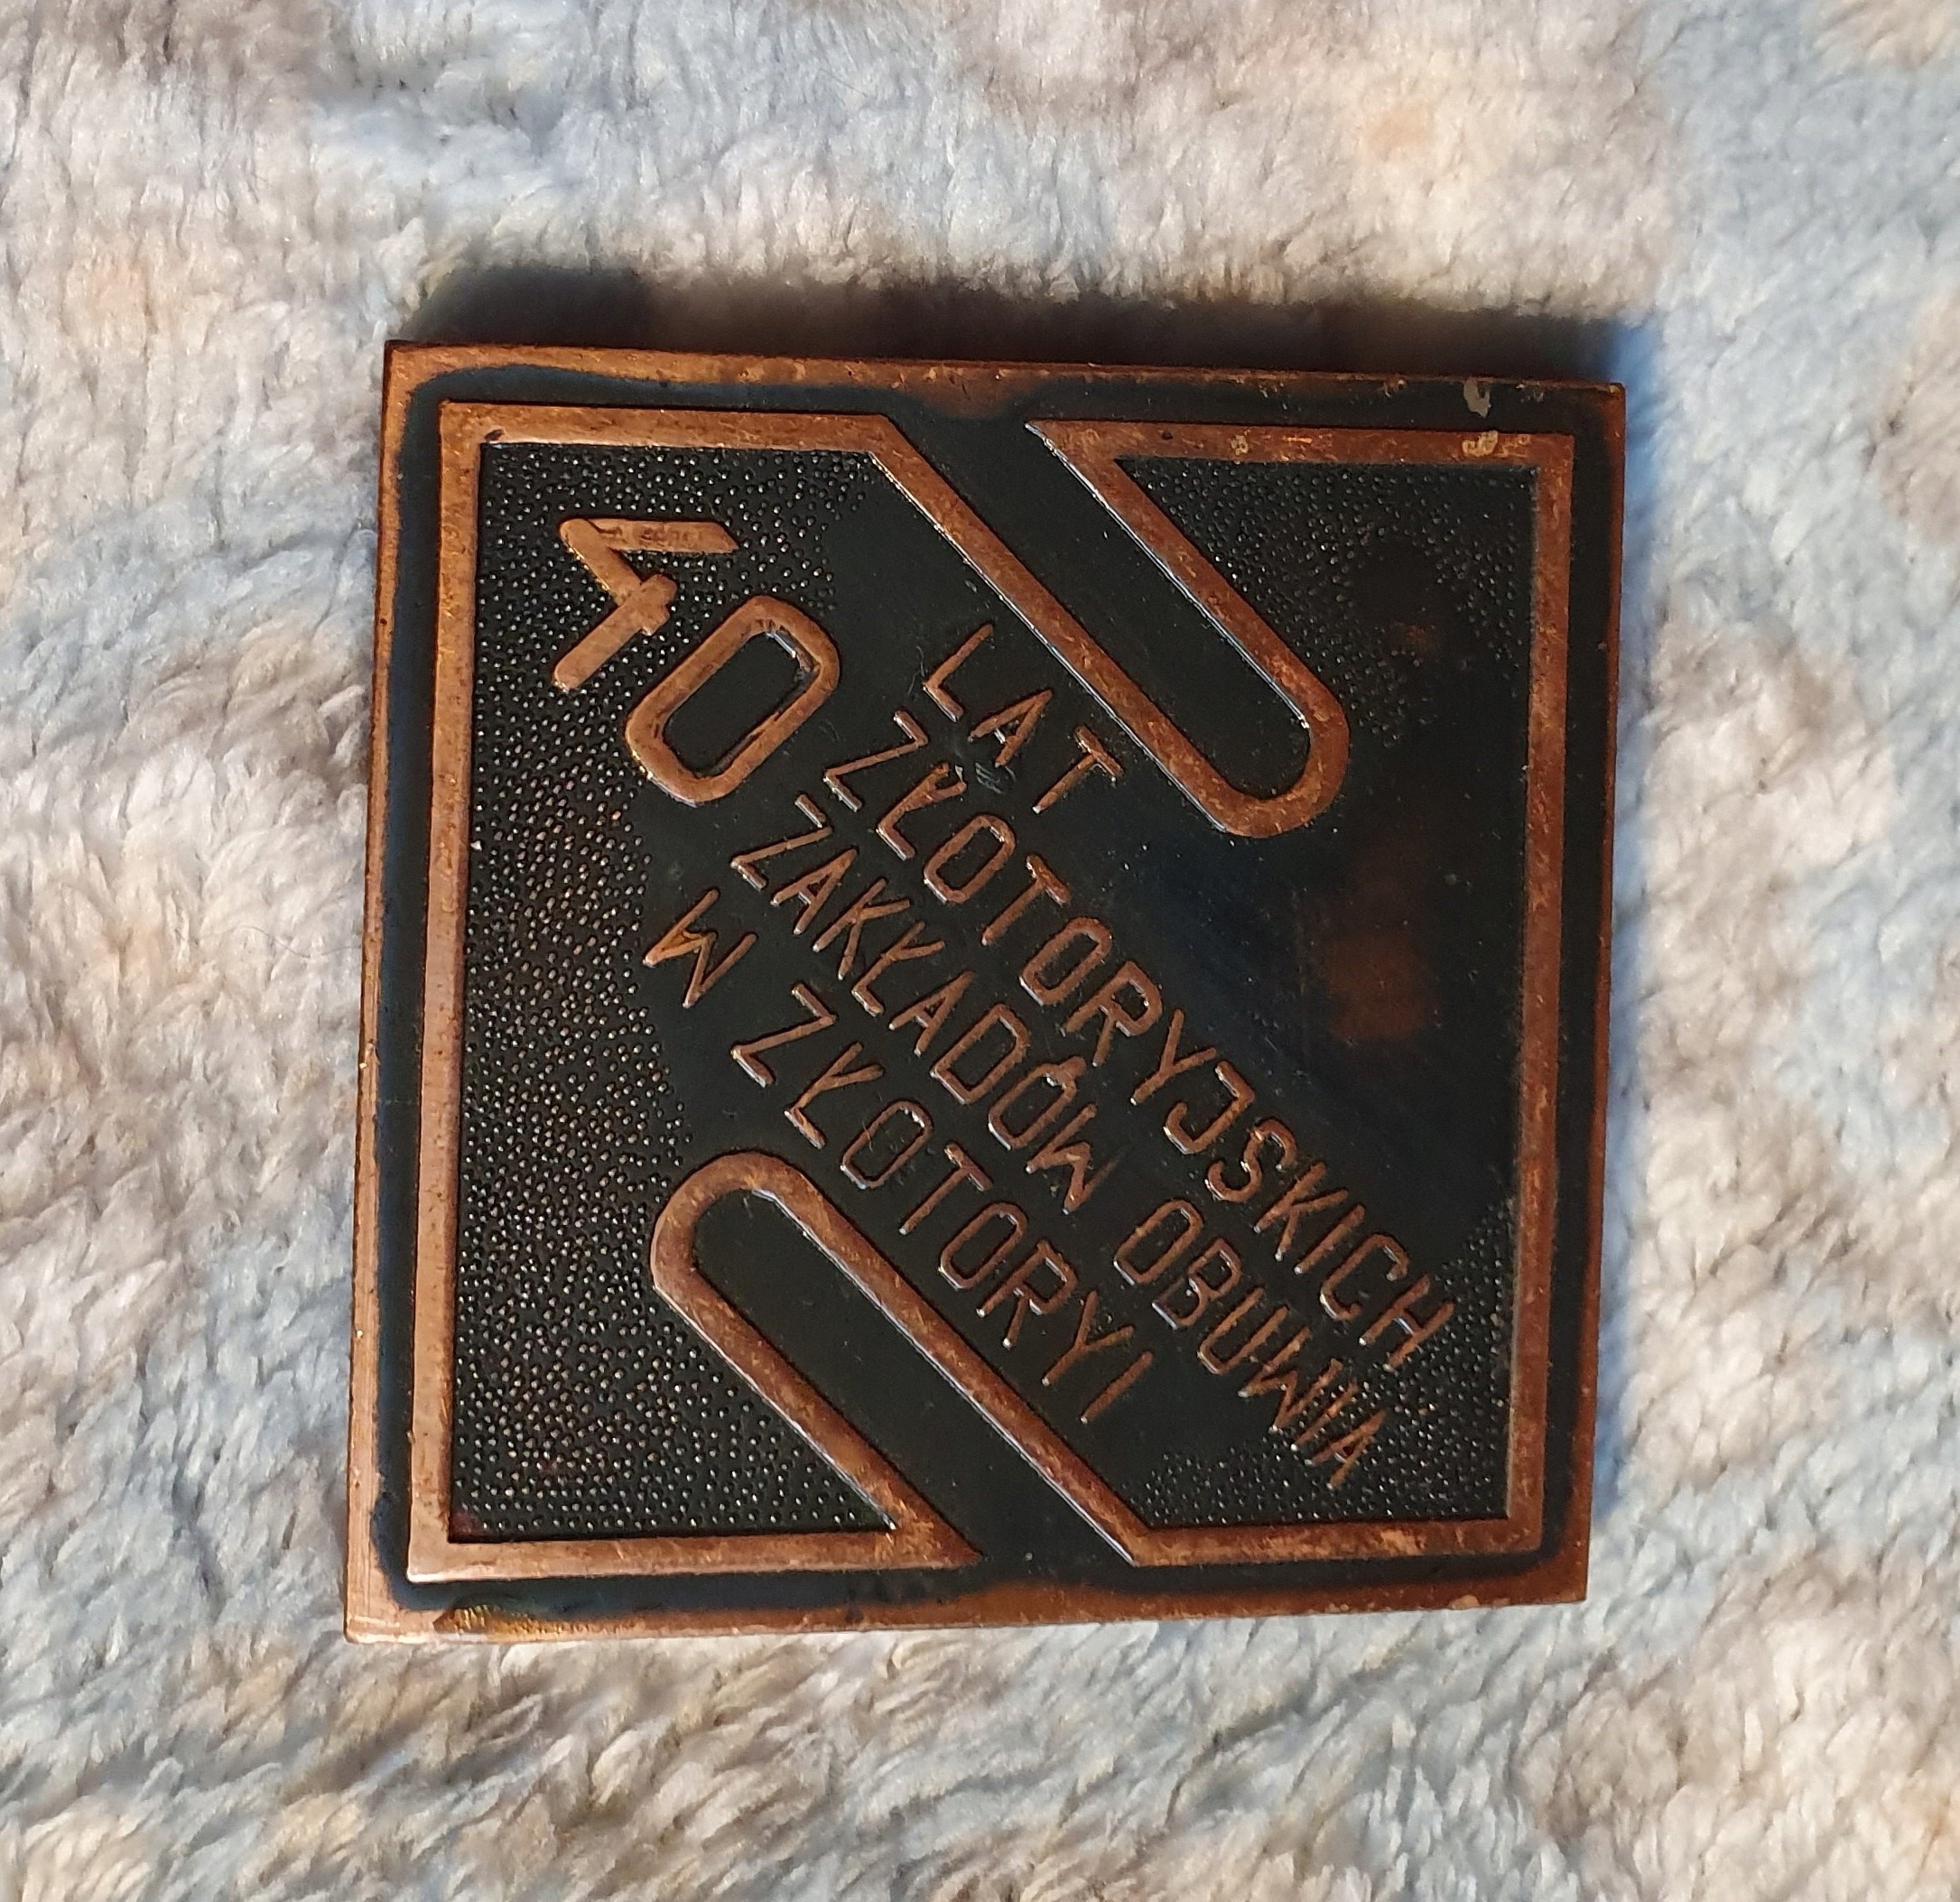 40 LAT
ZŁOTORYJSKICH
ZAKŁADÓW OBUWIA
W ZŁOTORYI